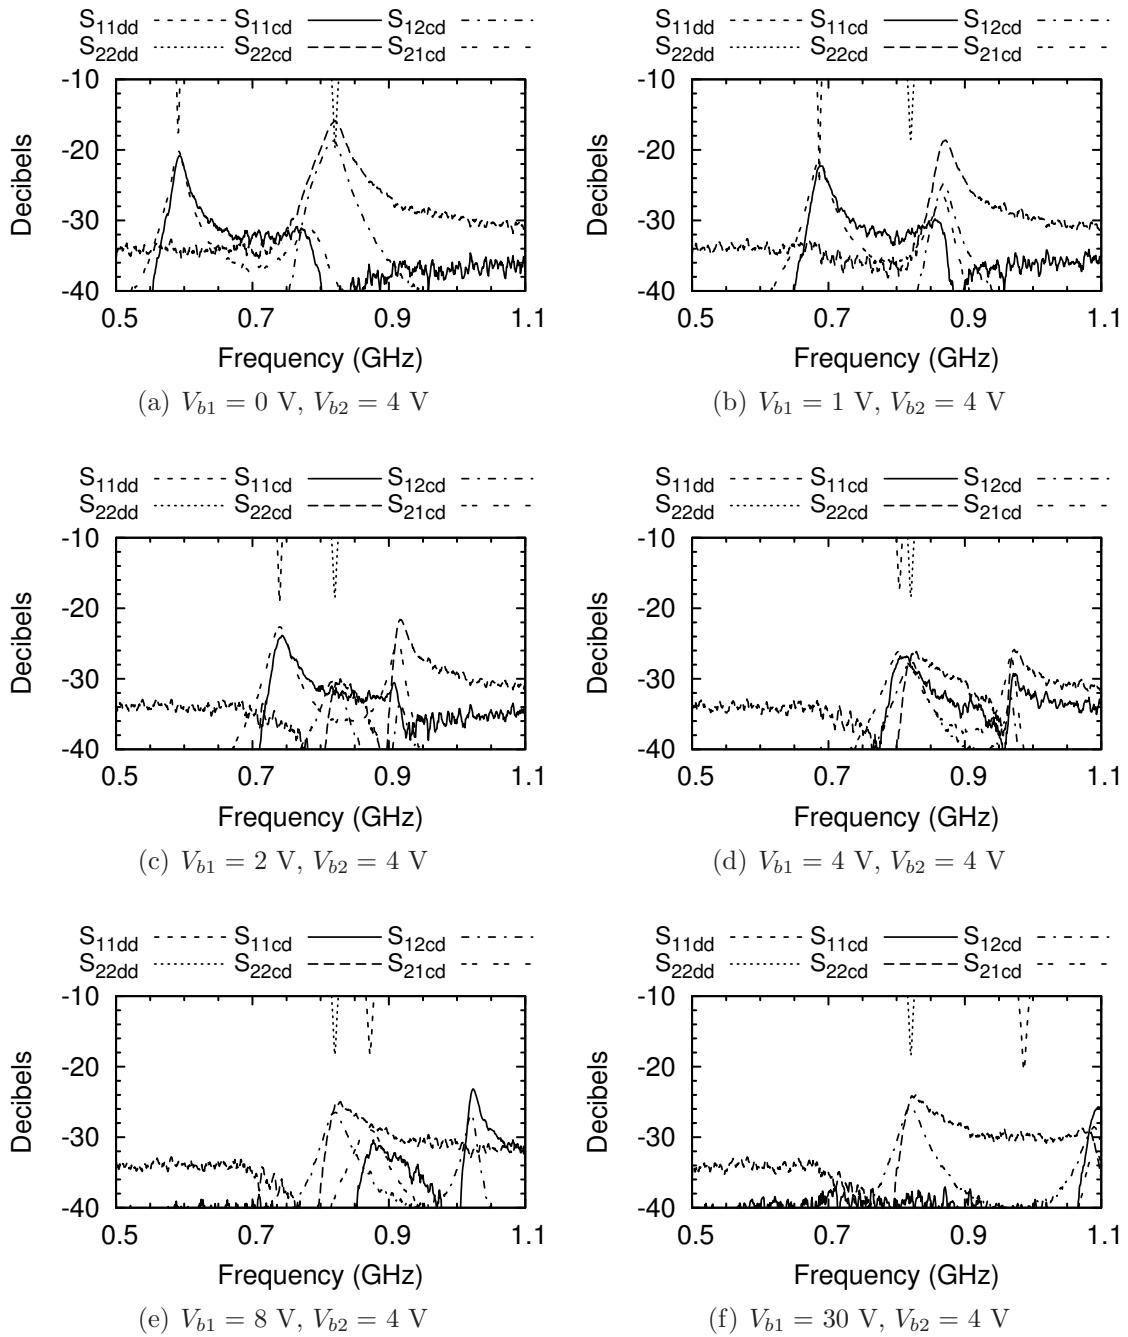 S11dd S11cd S12cd S11dd S11cd S12cd
S22dd S22cd S21cd S22dd S22cd S21cd
-10 -10
-20 -20
-30 -30
-40 -40
Decibels Decibels
0.5 0.7 0.9 1.1 0.5 0.7 0.9 1.1
Frequency (GHz) Frequency (GHz)
(a) Vb1 = 0 V, Vb2 = 4 V (b) Vb1 = 1 V, Vb2 = 4 V
S11dd S11cd S12cd S11dd S11cd S12cd
S22dd S22cd S21cd S22dd S22cd S21cd
-10 -10
-20 -20
-30 -30
-40 -40
Decibels Decibels
0.5 0.7 0.9 1.1 0.5 0.7 0.9 1.1
Frequency (GHz) Frequency (GHz)
(c) Vb1 = 2 V, Vb2 = 4 V (d) Vb1 = 4 V, Vb2 = 4 V
S11dd S11cd S12cd S11dd S11cd S12cd
S22dd S22cd S21cd S22dd S22cd S21cd
-10 -10
-20 -20
-30 -30
-40 -40
Decibels Decibels
0.5 0.7 0.9 1.1 0.5 0.7 0.9 1.1
Frequency (GHz) Frequency (GHz)
(e) Vb1 = 8 V, Vb2 = 4 V (f) Vb1 = 30 V, Vb2 = 4 V